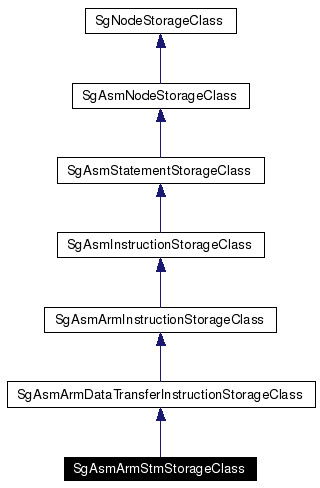 SgNodeStorageClass
SgAsmNodeStorageClass
SgAsmStatementStorageClass
SgAsmInstructionStorageClass
SgAsmArmInstructionStorageClass
SgAsmArmDataTransferInstructionStorageClass
SgAsmArmStmStorageClass